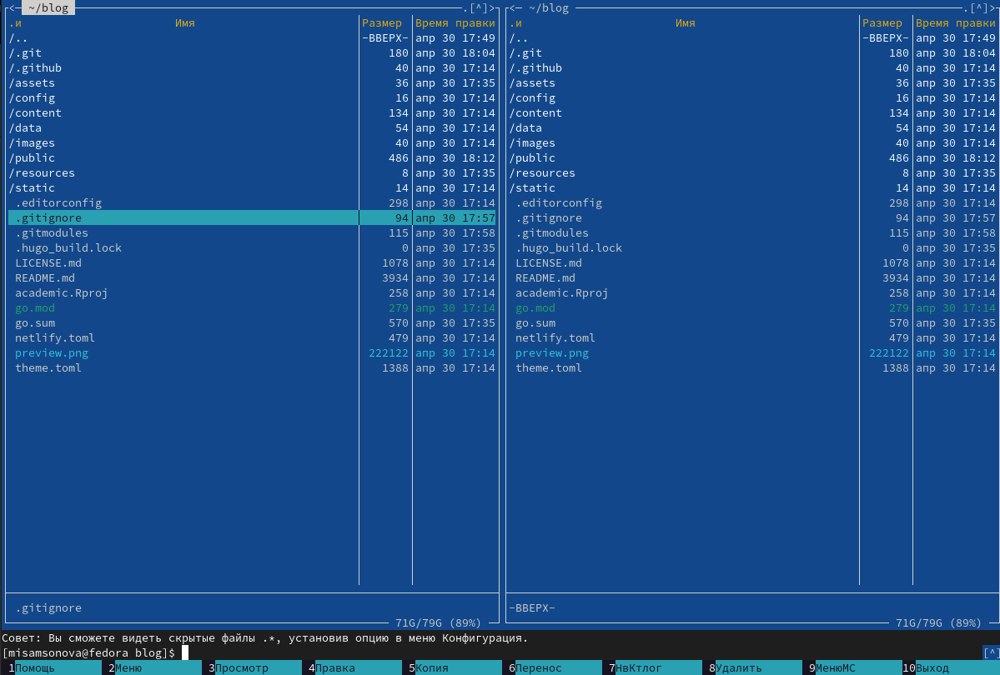 <─ ~/blog ─.[^]> <─ ~/blog ─.[^]>
.и Имя Размер Время правки .и Имя Размер Время правки
/.. -ВВЕРХ- апр 30 17:49 /.. -ВВЕРХ- апр 30 17:49
/.git 180 апр 30 18:04 /.git 180 апр 30 18:04
/.github 40 апр 30 17:14 /.github 40 апр 30 17:14
/assets 36 апр 30 17:35 /assets 36 апр 30 17:35
/config 16 апр 30 17:14 /config 16 апр 30 17:14
/content 134 апр 30 17:14 /content 134 апр 30 17:14
/data 54 апр 30 17:14 /data 54 апр 30 17:14
/images 40 апр 30 17:14 /images 40 апр 30 17:14
/public 486 апр 30 18:12 /public 486 апр 30 18:12
/resources 8 апр 30 17:35 /resources 8 апр 30 17:35
/static 14 апр 30 17:14 /static 14 апр 30 17:14
.editorconfig 298 апр 30 17:14 .editorconfig 298 апр 30 17:14
.gitignore 94 апр 30 17:57 .gitignore 94 апр 30 17:57
.gitmodules 115 апр 30 17:58 .gitmodules 115 апр 30 17:58
.hugo_build.lock 0 апр 30 17:35 .hugo_build.lock 0 апр 30 17:35
LICENSE.md 1078 апр 30 17:14 LICENSE.md 1078 апр 30 17:14
README.md 3934 апр 30 17:14 README.md 3934 апр 30 17:14
academic.Rproj 258 апр 30 17:14 academic.Rproj 258 апр 30 17:14
go.mod 279 апр 30 17:14 go.mod 279 апр 30 17:14
go.sum 570 апр 30 17:35 go.sum 570 апр 30 17:35
netlify.toml 479 апр 30 17:14 netlify.toml 479 апр 30 17:14
preview.png 222122 апр 30 17:14 preview.png 222122 апр 30 17:14
theme.toml 1388 апр 30 17:14 theme.toml 1388 апр 30 17:14
.gitignore -ВВЕРХ-
71G/79G (89%) 71G/79G (89%)
Совет: Вы сможете видеть скрытые файлы .*, установив опцию в меню Конфигурация.
[misamsonova@fedora blog]$ [^]
1Помощь 2Меню 3Просмотр 4Правка 5Копия 6Перенос 7НвКтлог 8Удалить 9МенюМС 10Выход